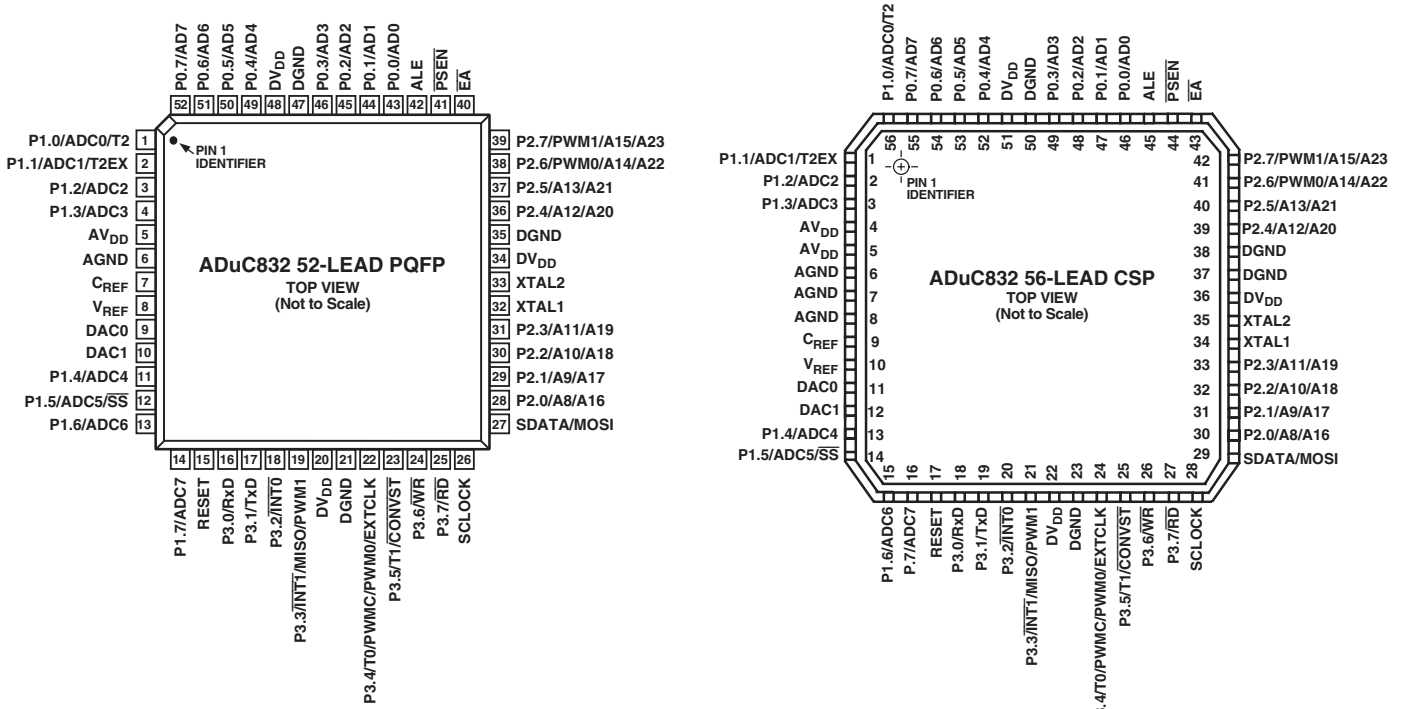 P0.7/AD7
P0.6/AD6
P0.5/AD5
P0.4/AD4
DVDD
DGND
P0.3/AD3
P0.2/AD2
P0.1/AD1
P0.0/AD0
ALE
PSEN
EA
52 51 50 49 48 47 46 45 44 43 42 41 40
P1.0/ADC0/T2 1
P1.1/ADC1/T2EX 2
P1.2/ADC2 3
P1.3/ADC3 4
AVDD 5
AGND 6
CREF 7
VREF 8
DAC0 9
DAC1 10
P1.4/ADC4 11
P1.5/ADC5/SS 12
P1.6/ADC6 13
PIN 1
IDENTIFIER
ADuC832 52-LEAD PQFP
TOP VIEW
(Not to Scale)
39 P2.7/PWM1/A15/A23
38 P2.6/PWM0/A14/A22
37 P2.5/A13/A21
36 P2.4/A12/A20
35 DGND
34 DVDD
33 XTAL2
32 XTAL1
31 P2.3/A11/A19
30 P2.2/A10/A18
29 P2.1/A9/A17
28 P2.0/A8/A16
27 SDATA/MOSI
14 15 16 17 18 19 20 21 22 23 24 25 26
P1.7/ADC7
RESET
P3.0/RxD
P3.1/TxD
P3.2/INT0
P3.3/INT1/MISO/PWM1
DVDD
DGND
P3.4/T0/PWMC/PWM0/EXTCLK
P3.5/T1/CONVST
P3.6/WR
P3.7/RD
SCLOCK
P1.0/ADC0/T2
P0.7/AD7
P0.6/AD6
P0.5/AD5
P0.4/AD4
DVDD
DGND
P0.3/AD3
P0.2/AD2
P0.1/AD1
P0.0/AD0
ALE
PSEN
EA
56 55 54 53 52 51 50 49 48 47 46 45 44 43
P1.1/ADC1/T2EX 1
P1.2/ADC2 2
P1.3/ADC3 3
AVDD 4
AVDD 5
AGND 6
AGND 7
AGND 8
CREF 9
VREF 10
DAC0 11
DAC1 12
P1.4/ADC4 13
P1.5/ADC5/SS 14
PIN 1
IDENTIFIER
ADuC832 56-LEAD CSP
TOP VIEW
(Not to Scale)
42 P2.7/PWM1/A15/A23
41 P2.6/PWM0/A14/A22
40 P2.5/A13/A21
39 P2.4/A12/A20
38 DGND
37 DGND
36 DVDD
35 XTAL2
34 XTAL1
33 P2.3/A11/A19
32 P2.2/A10/A18
31 P2.1/A9/A17
30 P2.0/A8/A16
29 SDATA/MOSI
15 16 17 18 19 20 21 22 23 24 25 26 27 28
P1.6/ADC6
P.7/ADC7
RESET
P3.0/RxD
P3.1/TxD
P3.2/INT0
P3.3/INT1/MISO/PWM1
DVDD
DGND
.4/T0/PWMC/PWM0/EXTCLK
P3.5/T1/CONVST
P3.6/WR
P3.7/RD
SCLOCK